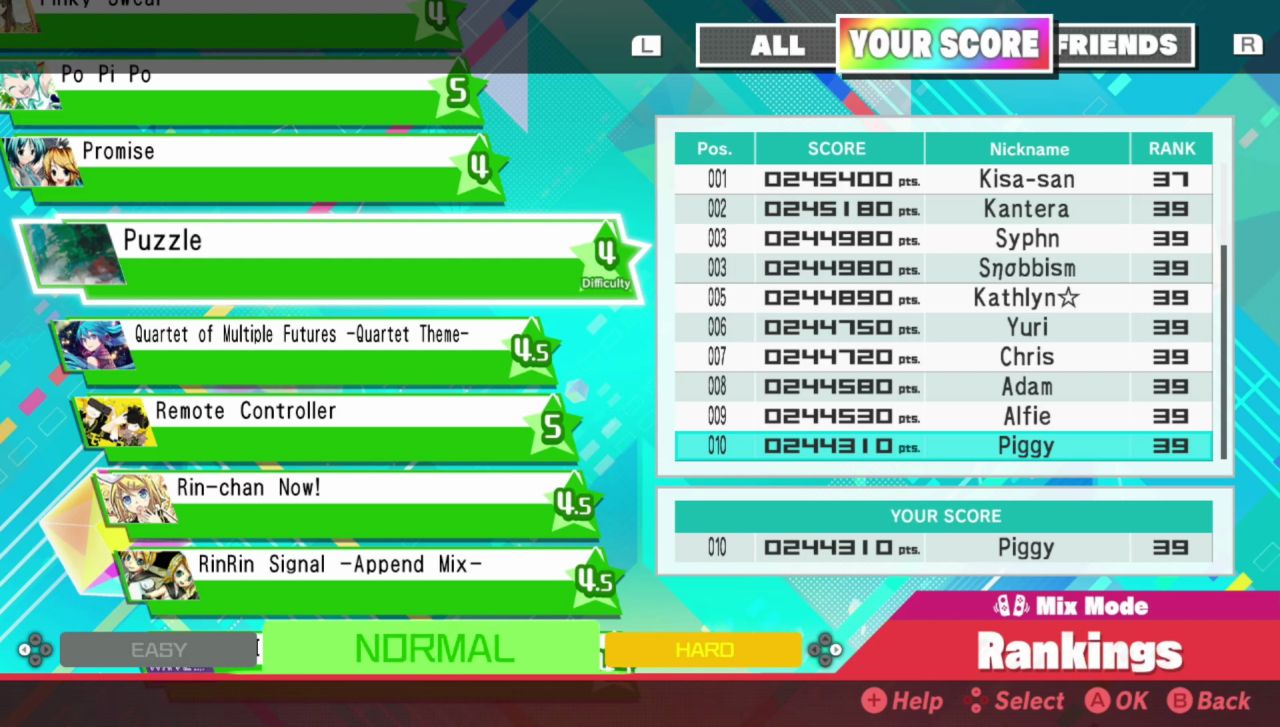 Pinky Swear
4
Po Pi Po
5
Promise
4
Puzzle
4
Difficulty
Quartet of Multiple Futures -Quartet Theme-
4.5
Remote Controller
5
Rin-chan Now!
4.5
RinRin Signal -Append Mix-
4.5
EASY
NORMAL
HARD
L
ALL
YOUR SCORE
FRIENDS
R
Pos. SCORE Nickname RANK
001 0245400 pts. Kisa-san 37
002 0245180 pts. Kantera 39
003 0244980 pts. Syphn 39
003 0244980 pts. Sησbbism 39
005 0244890 pts. Kathlyn☆ 39
006 0244750 pts. Yuri 39
007 0244720 pts. Chris 39
008 0244580 pts. Adam 39
009 0244530 pts. Alfie 39
010 0244310 pts. Piggy 39
YOUR SCORE
010 0244310 pts. Piggy 39
Mix Mode
Rankings
+ Help Select A OK B Back